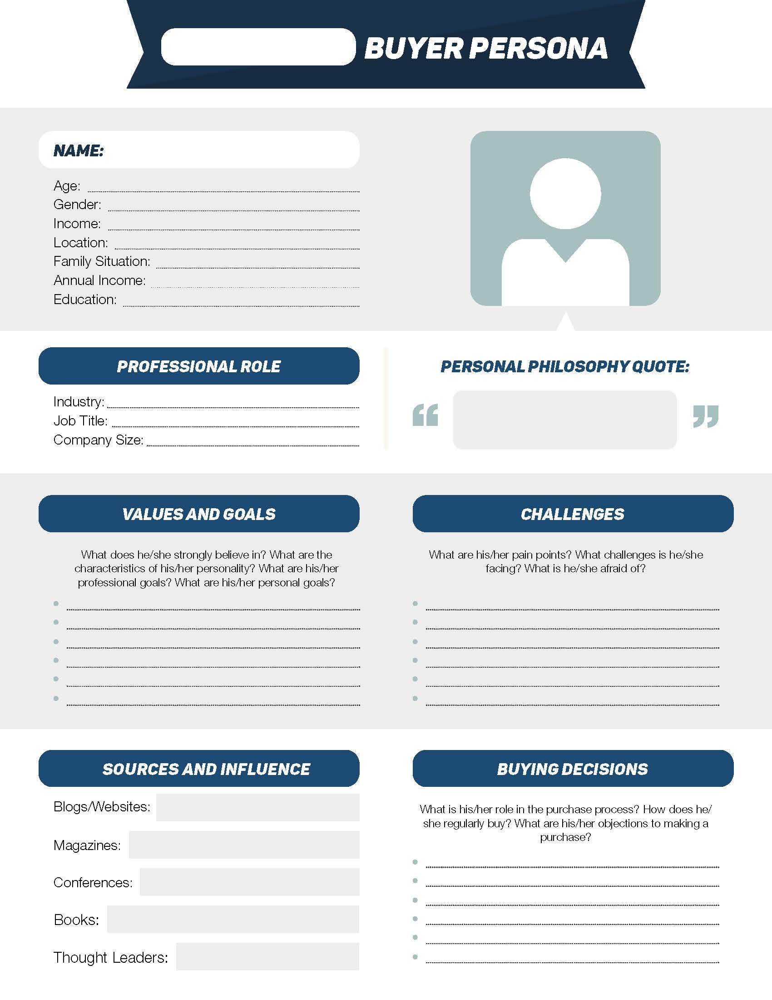 BUYER PERSONA
NAME:
Age:
Gender:
Income:
Location:
Family Situation:
Annual Income:
Education:
PROFESSIONAL ROLE
Industry:
Job Title:
Company Size:
PERSONAL PHILOSOPHY QUOTE:
“ ”
VALUES AND GOALS
What does he/she strongly believe in? What are the
characteristics of his/her personality? What are his/her
professional goals? What are his/her personal goals?
CHALLENGES
What are his/her pain points? What challenges is he/she
facing? What is he/she afraid of?
SOURCES AND INFLUENCE
Blogs/Websites:
Magazines:
Conferences:
Books:
Thought Leaders:
BUYING DECISIONS
What is his/her role in the purchase process? How does he/
she regularly buy? What are his/her objections to making a
purchase?